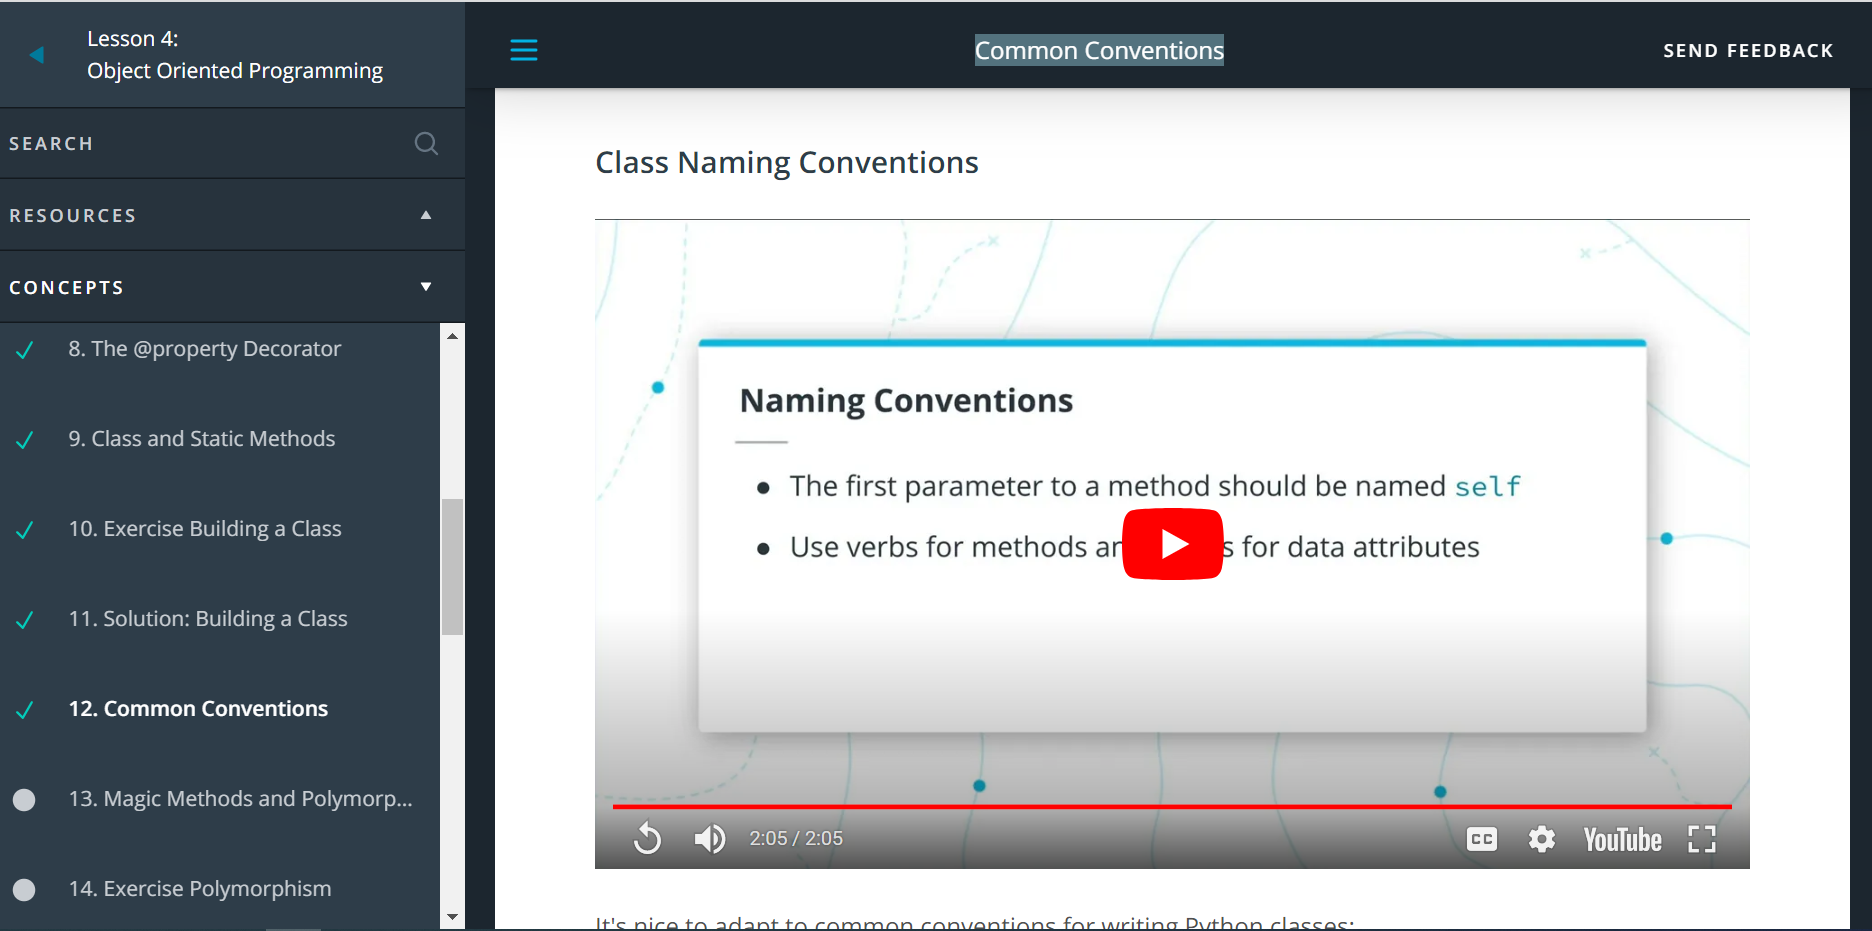 Lesson 4:
Object Oriented Programming
SEARCH
RESOURCES
CONCEPTS
8. The @property Decorator
9. Class and Static Methods
10. Exercise Building a Class
11. Solution: Building a Class
12. Common Conventions
13. Magic Methods and Polymorp...
14. Exercise Polymorphism
Common Conventions
SEND FEEDBACK
Class Naming Conventions
Naming Conventions
● The first parameter to a method should be named self
● Use verbs for methods for data attributes
2:05 / 2:05
CC
YouTube
It's nice to adapt to common conventions for writing Python classes: